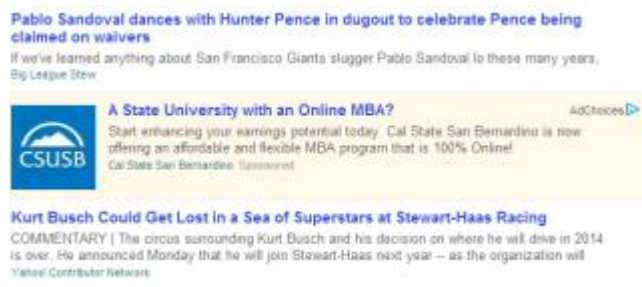 Pablo Sandoval dances with Hunter Pence in dugout to celebrate Pence being
claimed on waivers
If we've learned anything about San Francisco Giants slugger Pablo Sandoval lo these many years,
Big League Stew
A State University with an Online MBA?
AdChoices
Start enhancing your earnings potential today. Cal State San Bernardino is now
offering an affordable and flexible MBA program that is 100% Online!
CSUSB
Cal State San Bernardino Sponsored
Kurt Busch Could Get Lost in a Sea of Superstars at Stewart-Haas Racing
COMMENTARY | The circus surrounding Kurt Busch and his decision on where he will drive in 2014
is over. He announced Monday that he will join Stewart-Haas next year – as the organization will
Yahoo! Contributor Network